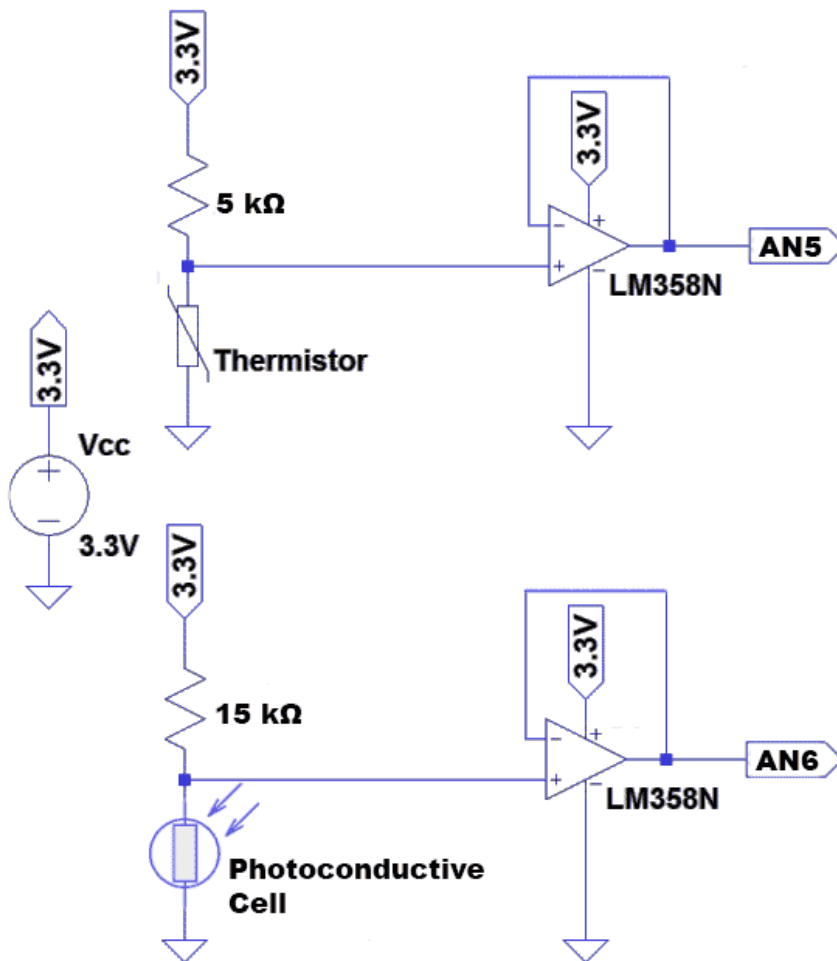 3.3V
3.3V
5 kΩ
−
+
+
−
AN5
LM358N
Thermistor
3.3V
Vcc
+
−
3.3V
3.3V
3.3V
15 kΩ
−
+
+
−
AN6
LM358N
Photoconductive
Cell